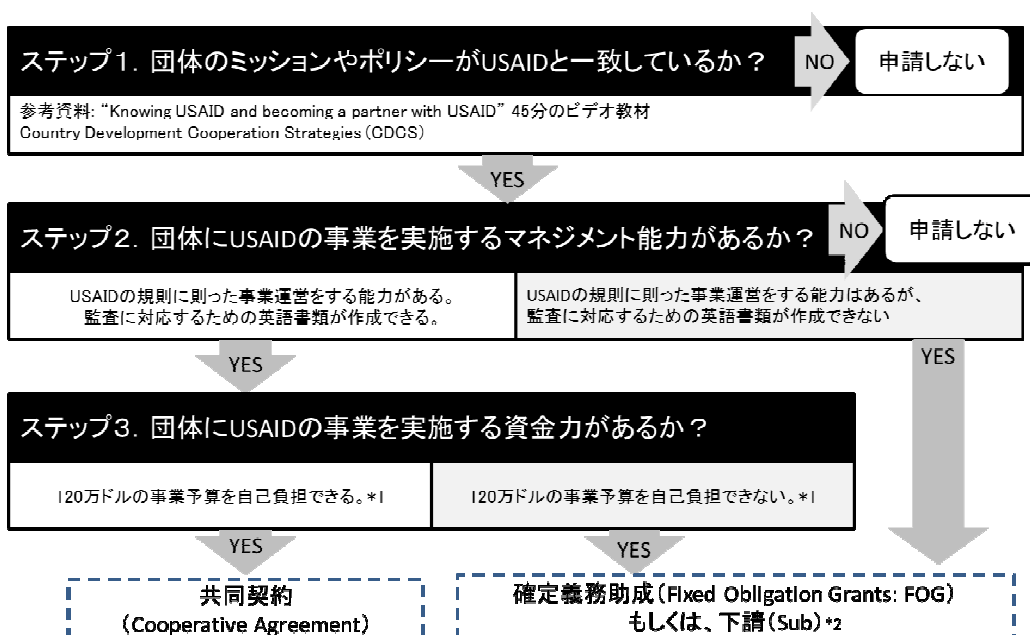 ステップ1. 団体のミッションやポリシーがUSAIDと一致しているか？
NO
申請しない
参考資料: “Knowing USAID and becoming a partner with USAID” 45分のビデオ教材
Country Development Cooperation Strategies (CDCS)
YES
ステップ2. 団体にUSAIDの事業を実施するマネジメント能力があるか？
NO
申請しない
USAIDの規則に則った事業運営をする能力がある。
監査に対応するための英語書類が作成できる。
USAIDの規則に則った事業運営をする能力はあるが、
監査に対応するための英語書類が作成できない
YES
YES
ステップ3. 団体にUSAIDの事業を実施する資金力があるか？
120万ドルの事業予算を自己負担できる。*1
120万ドルの事業予算を自己負担できない。*1
YES
YES
共同契約
(Cooperative Agreement)
確定義務助成(Fixed Obligation Grants: FOG)
もしくは、下請(Sub) *2